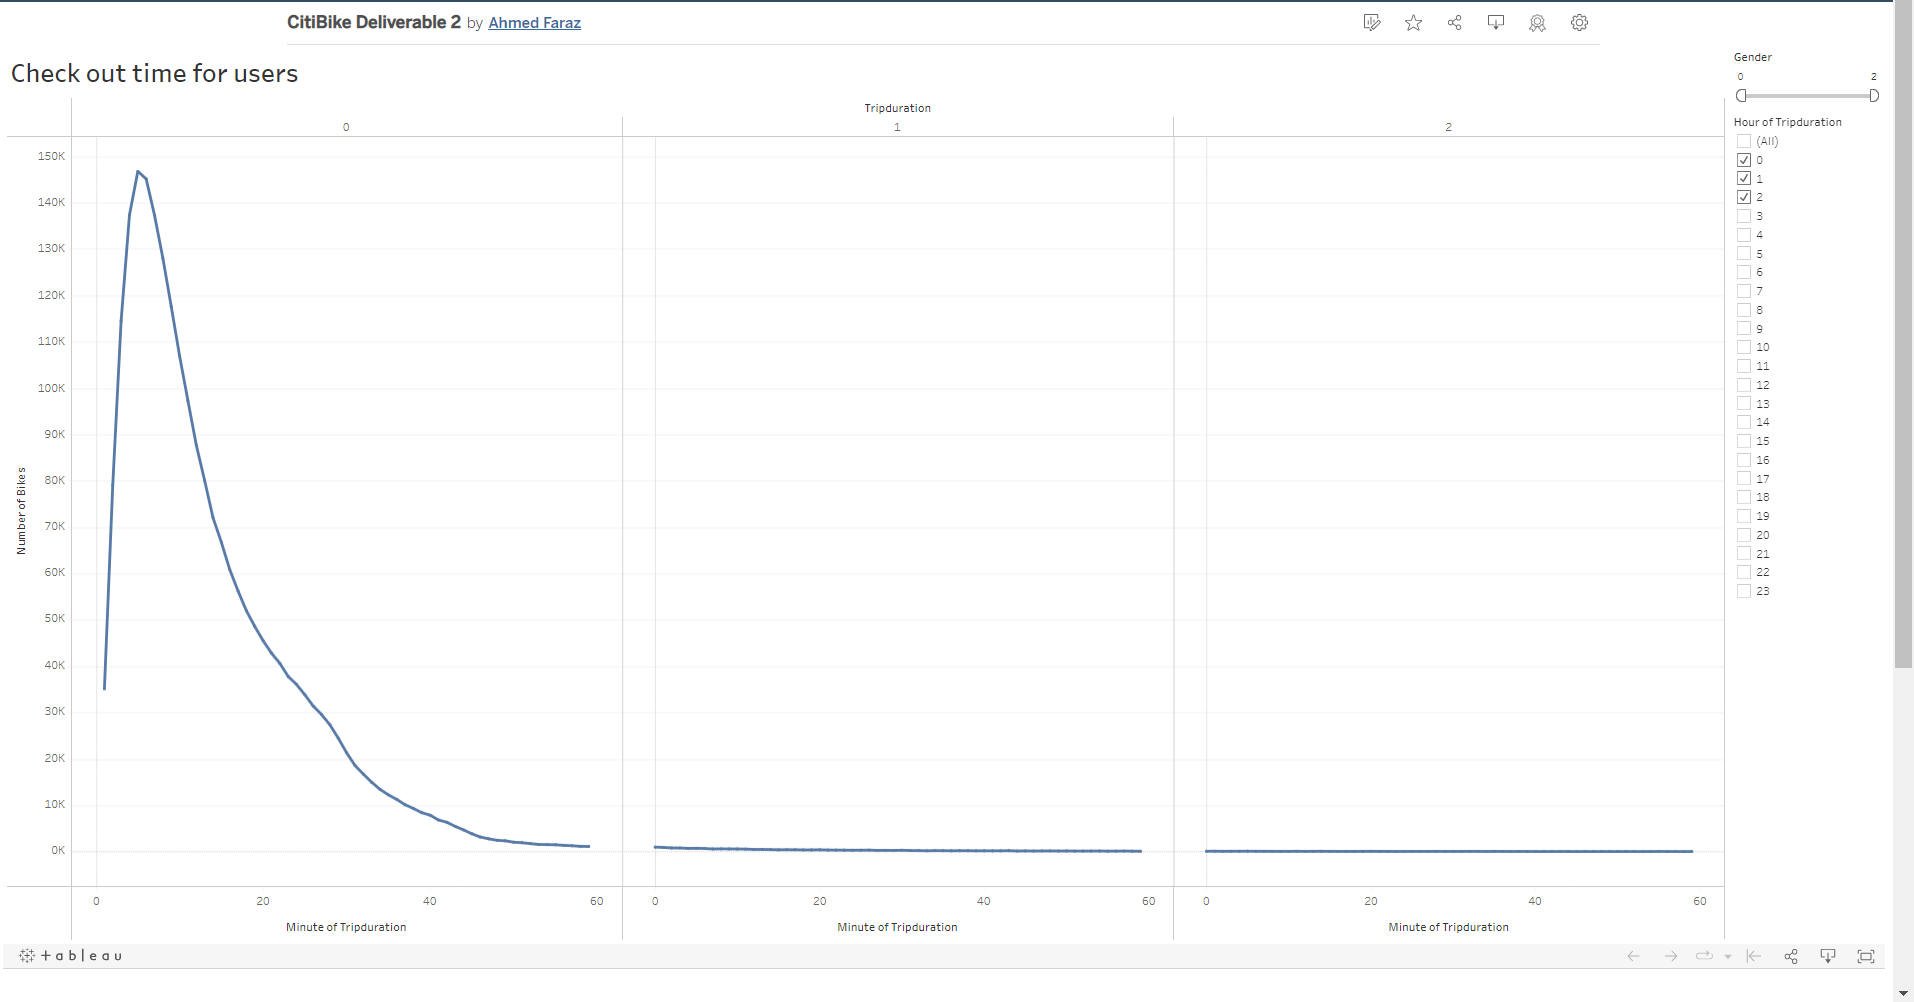 CitiBike Deliverable 2 by Ahmed Faraz
Check out time for users
Tripduration
0 1 2
150K
140K
130K
120K
110K
100K
90K
80K
70K
60K
50K
40K
30K
20K
10K
0K
Number of Bikes
0 20 40 60 0 20 40 60 0 20 40 60
Minute of Tripduration Minute of Tripduration Minute of Tripduration
Gender
0 2
Hour of Tripduration
(All)
0
1
2
3
4
5
6
7
8
9
10
11
12
13
14
15
16
17
18
19
20
21
22
23
+ableau